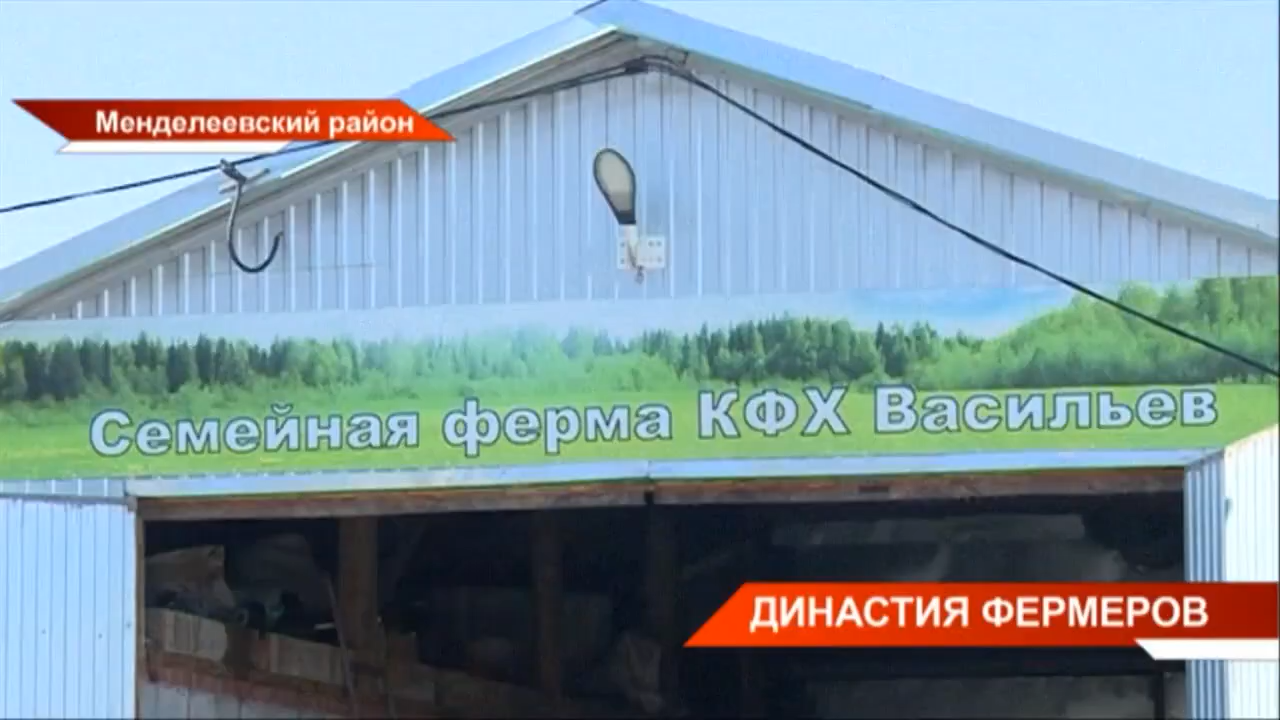 Менделеевский район
Семейная ферма КФХ Васильев
ДИНАСТИЯ ФЕРМЕРОВ